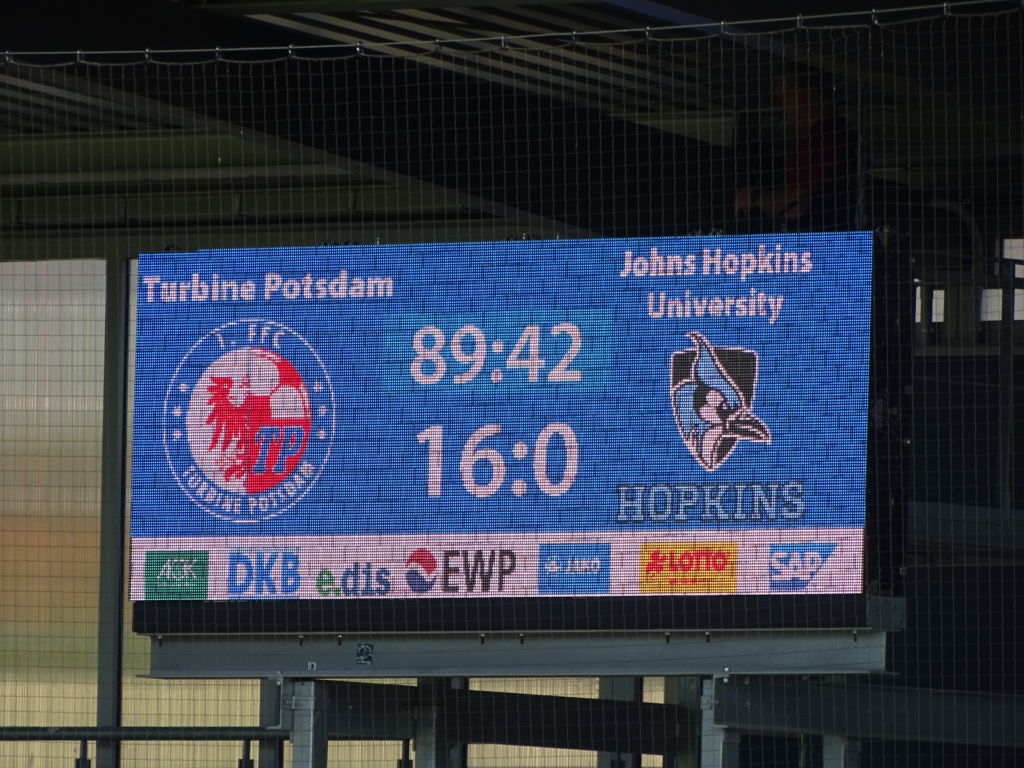 Turbine Potsdam
Johns Hopkins
University
1. FFC
TP
TURBINE POTSDAM
89:42
16:0
HOPKINS
AOK
DKB
e.dis
EWP
LOTTO
SAP